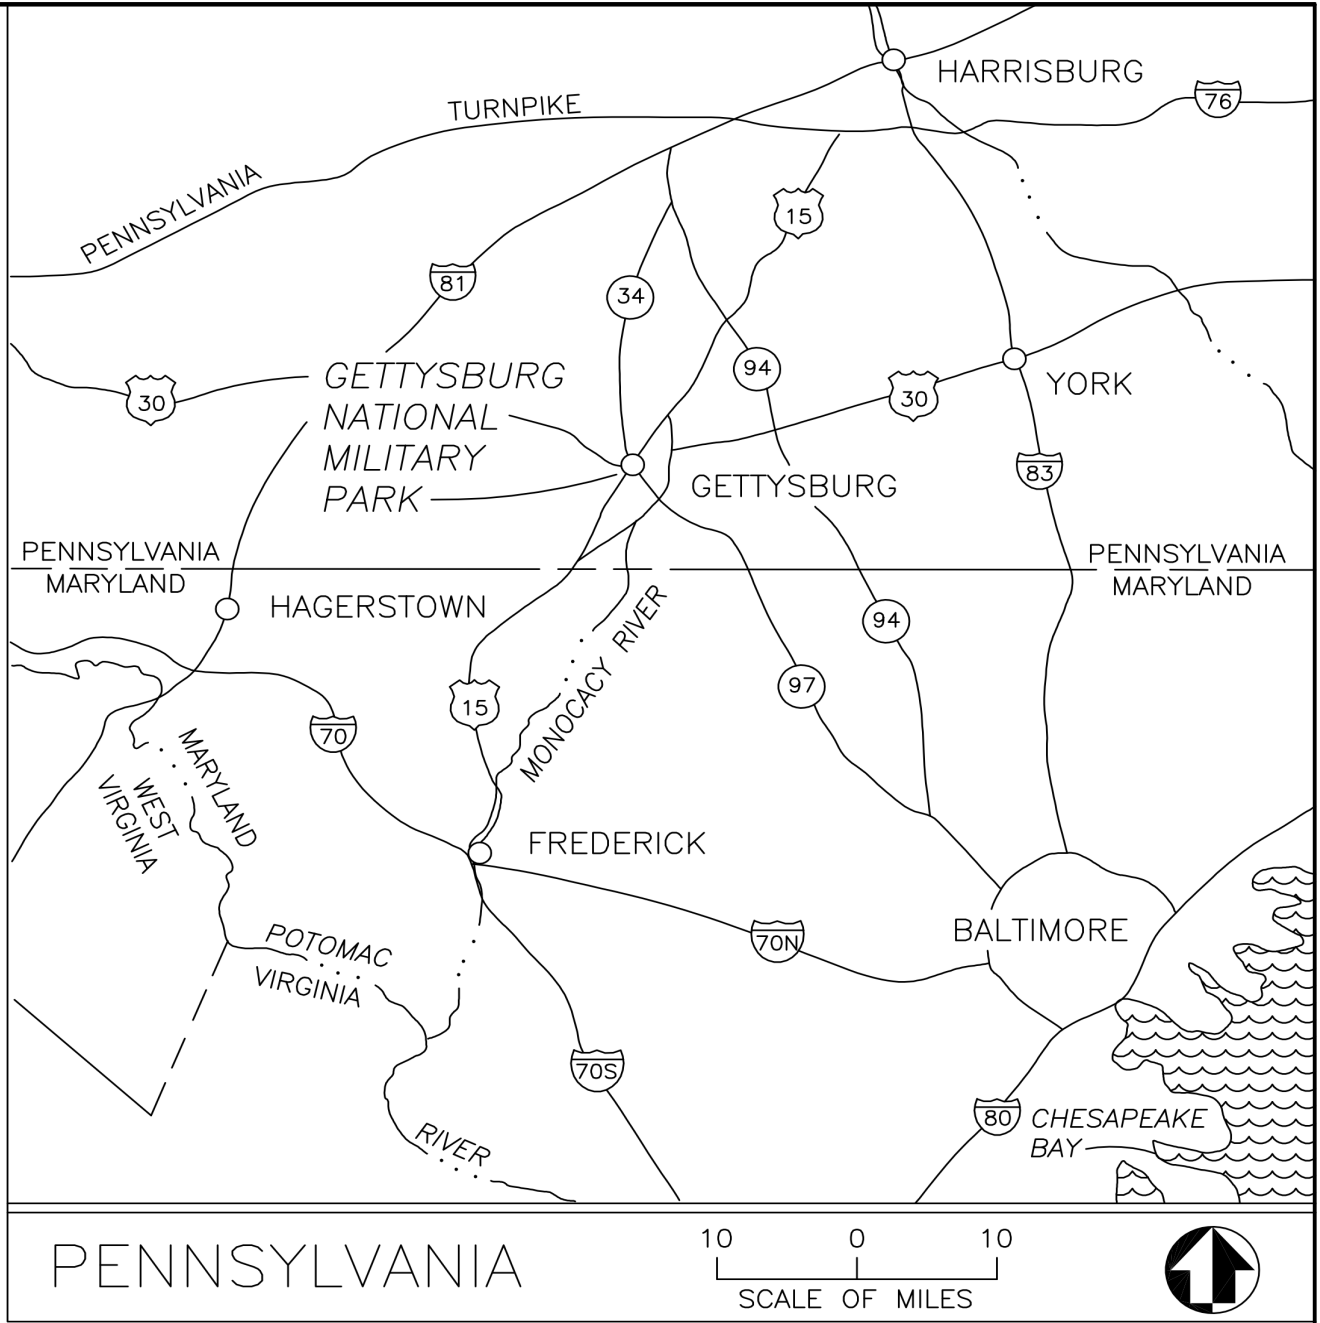 HARRISBURG
76
TURNPIKE
PENNSYLVANIA
15
81
34
94
30
GETTYSBURG
NATIONAL
MILITARY
PARK
30
YORK
83
GETTYSBURG
PENNSYLVANIA
MARYLAND
PENNSYLVANIA
MARYLAND
HAGERSTOWN
94
97
15
MONOCACY RIVER
70
MARYLAND
WEST
VIRGINIA
FREDERICK
70N
BALTIMORE
POTOMAC
VIRGINIA
70S
80
CHESAPEAKE
BAY
RIVER
PENNSYLVANIA
10 0 10
SCALE OF MILES